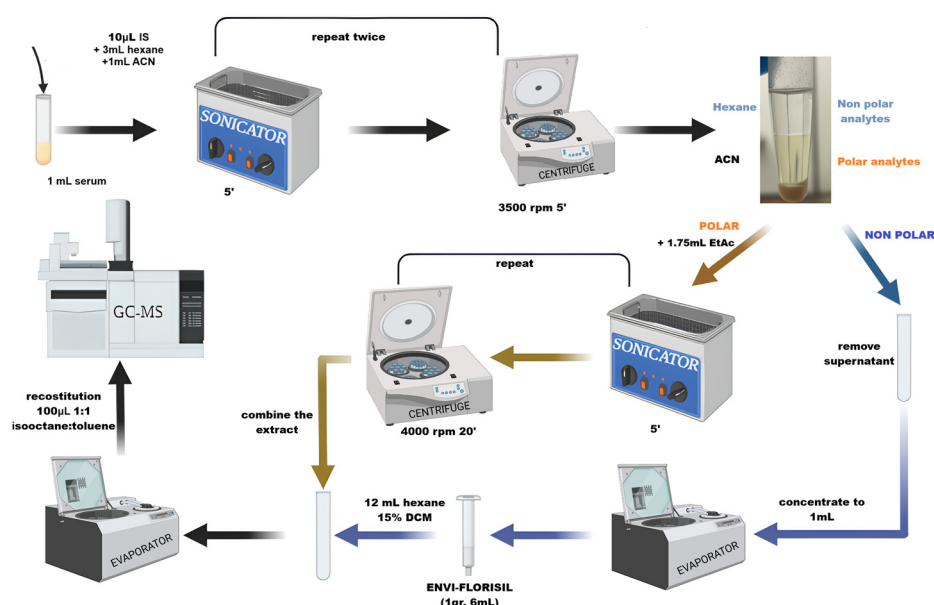 10µL IS
+ 3mL hexane
+1mL ACN
repeat twice
SONICATOR
5'
1 mL serum
CENTRIFUGE
3500 rpm 5'
Hexane
Non polar
analytes
ACN
Polar analytes
POLAR
+ 1.75mL EtAc
NON POLAR
repeat
GC-MS
SONICATOR
5'
CENTRIFUGE
4000 rpm 20'
remove
supernatant
recostitution
100µL 1:1
isooctane:toluene
combine the
extract
EVAPORATOR
12 mL hexane
15% DCM
ENVI-FLORISIL
(1gr, 6mL)
EVAPORATOR
concentrate to
1mL